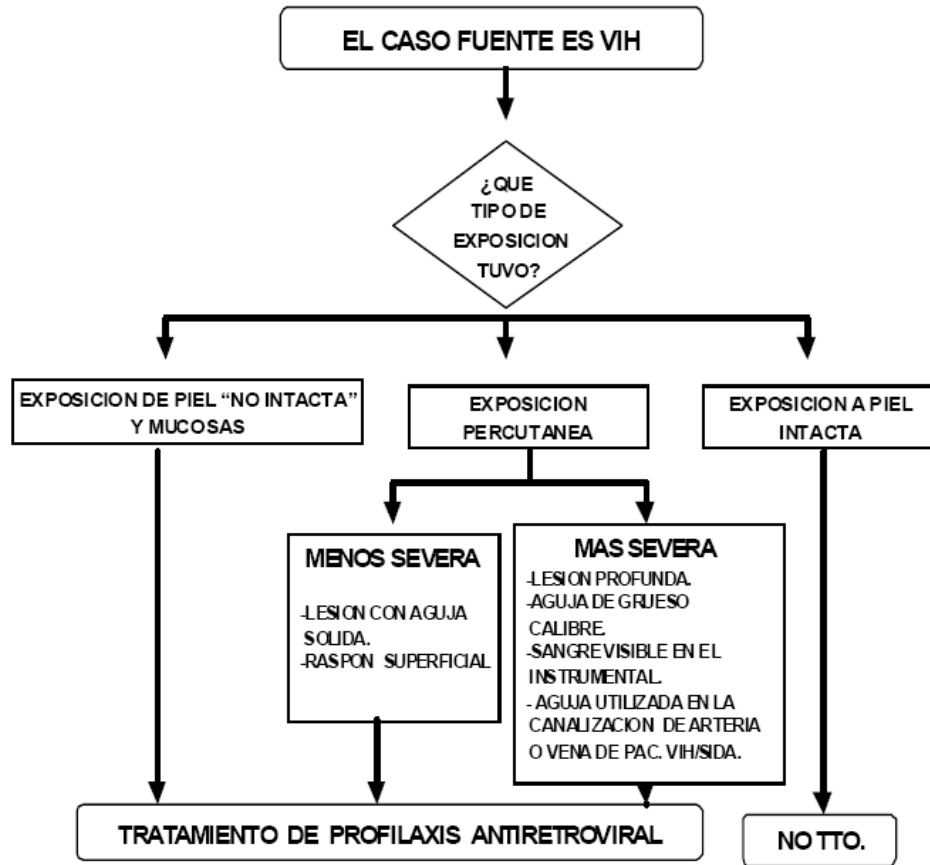 EL CASO FUENTE ES VIH
¿QUE
TIPO DE
EXPOSICION
TUVO?
EXPOSICION DE PIEL “NO INTACTA”
Y MUCOSAS
EXPOSICION
PERCUTANEA
EXPOSICION A PIEL
INTACTA
MENOS SEVERA
-LESION CON AGUJA
SOLIDA.
-RASPON SUPERFICIAL
MAS SEVERA
-LESION PROFUNDA.
-AGUJA DE GRUESO
CALIBRE.
-SANGRE VISIBLE EN EL
INSTRUMENTAL.
- AGUJA UTILIZADA EN LA
CANALIZACION DE ARTERIA
O VENA DE PAC. VIH/SIDA.
TRATAMIENTO DE PROFILAXIS ANTIRETROVIRAL
NO TTO.